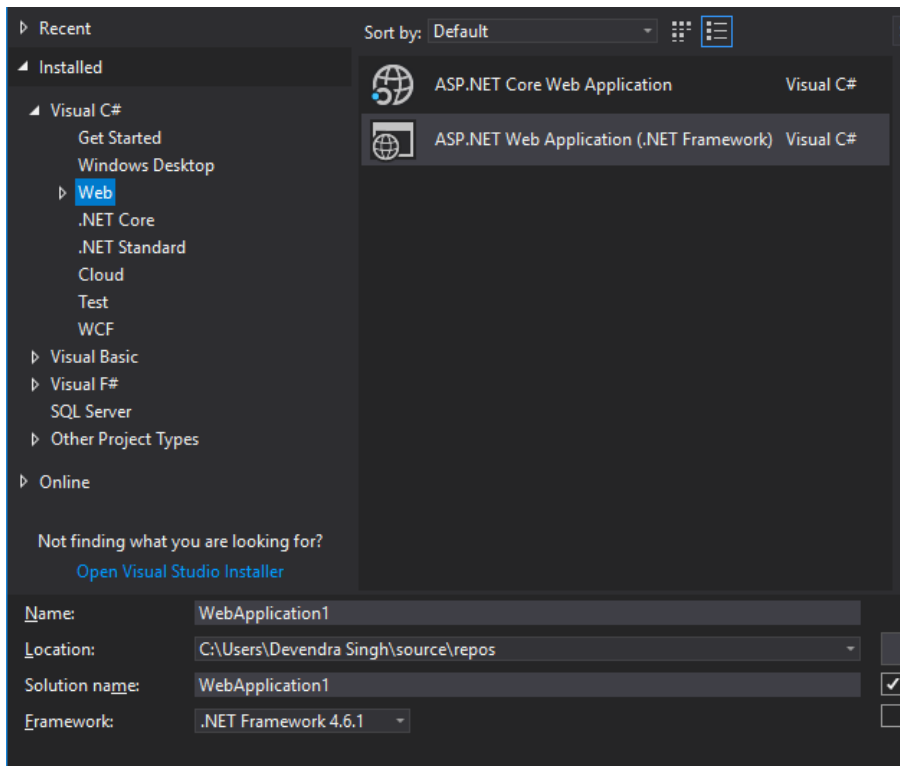 Recent
Installed
Visual C#
Get Started
Windows Desktop
Web
.NET Core
.NET Standard
Cloud
Test
WCF
Visual Basic
Visual F#
SQL Server
Other Project Types
Online
Not finding what you are looking for?
Open Visual Studio Installer
Sort by: Default
ASP.NET Core Web Application Visual C#
ASP.NET Web Application (.NET Framework) Visual C#
Name: WebApplication1
Location: C:\Users\Devendra Singh\source\repos
Solution name: WebApplication1
Framework: .NET Framework 4.6.1